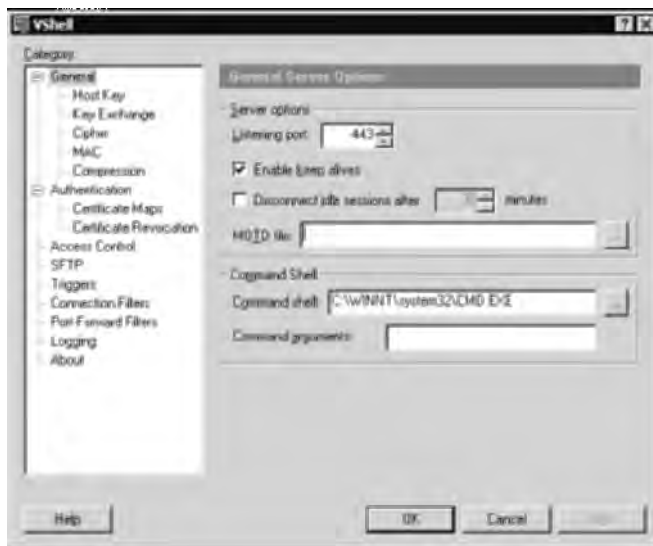 VShell
Category:
General
Host Key
Key Exchange
Cipher
MAC
Compression
Authentication
Certificate Maps
Certificate Revocation
Access Control
SFTP
Triggers
Connection Filters
Port Forward Filters
Logging
About
General Server Options
Server options
Listening port: 443
Enable keep alives
Disconnect idle sessions after minutes
MOTD file:
...
Command Shell
Command shell: C:\WINNT\system32\CMD.EXE
...
Command arguments:
Help
OK
Cancel